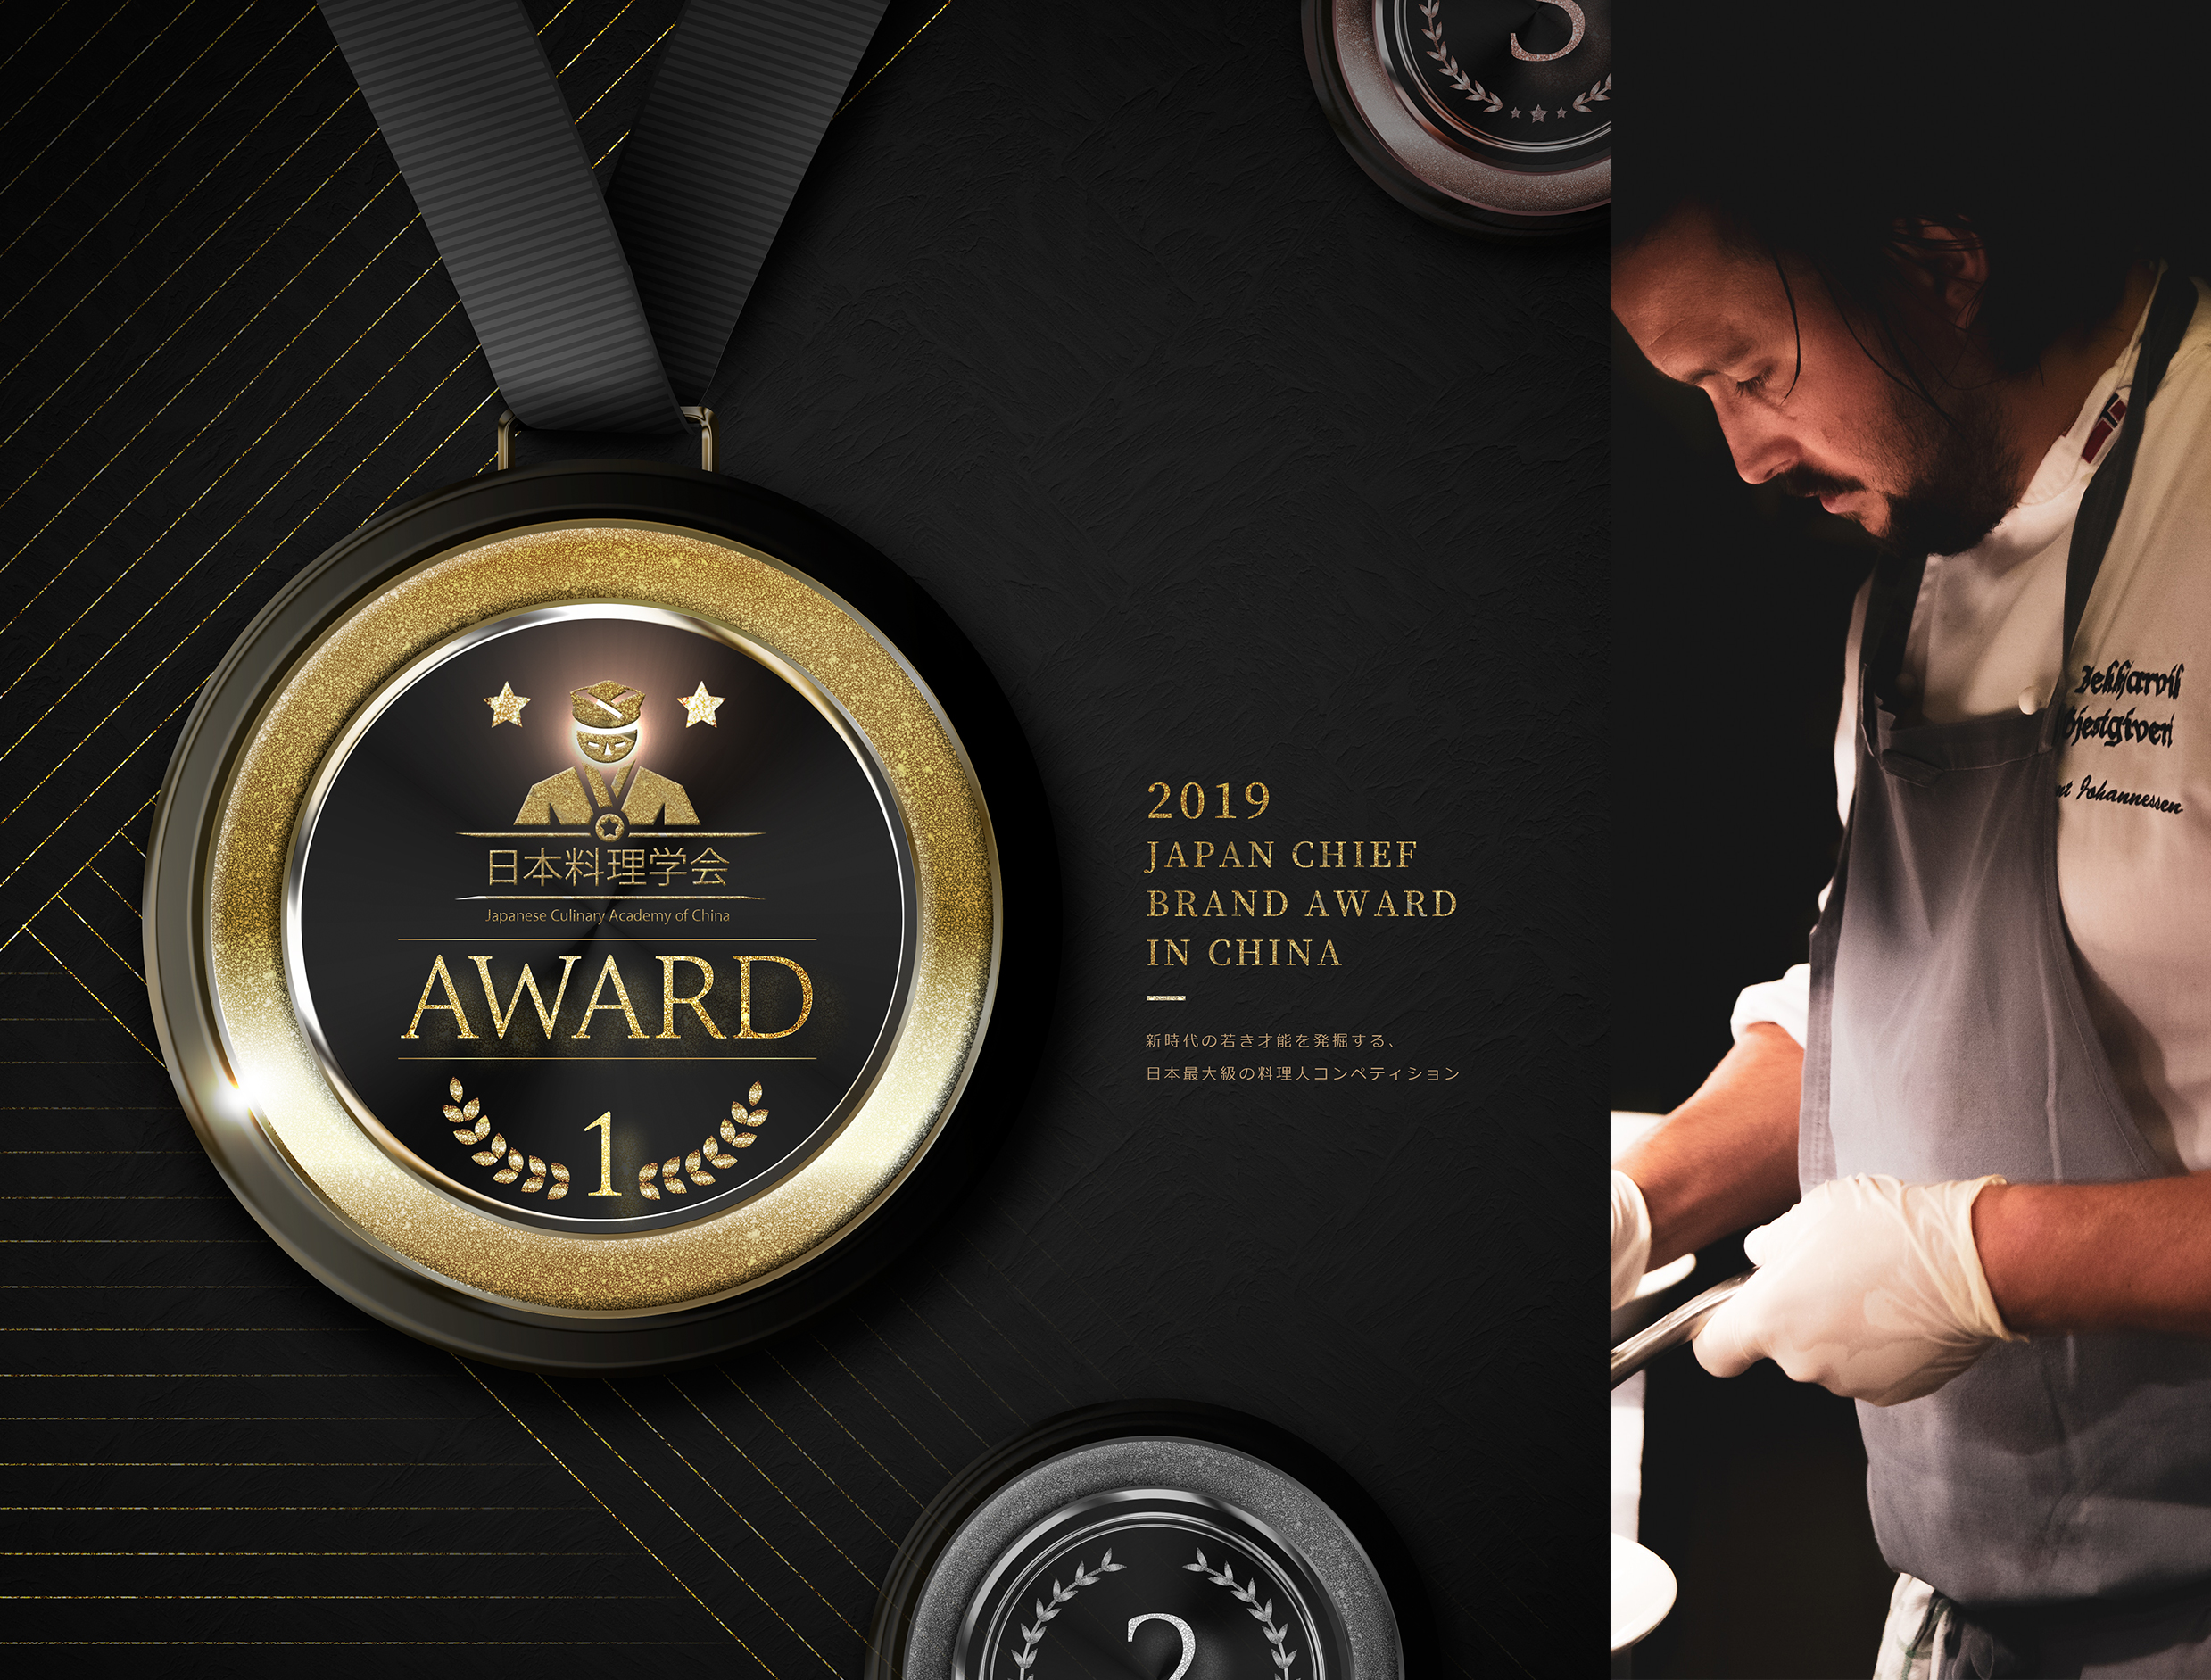 3
日本料理学会
Japanese Culinary Academy of China
AWARD
1
2019
JAPAN CHIEF
BRAND AWARD
IN CHINA
新時代の若き才能を発掘する、
日本最大級の料理人コンペティション
2
Johannessen